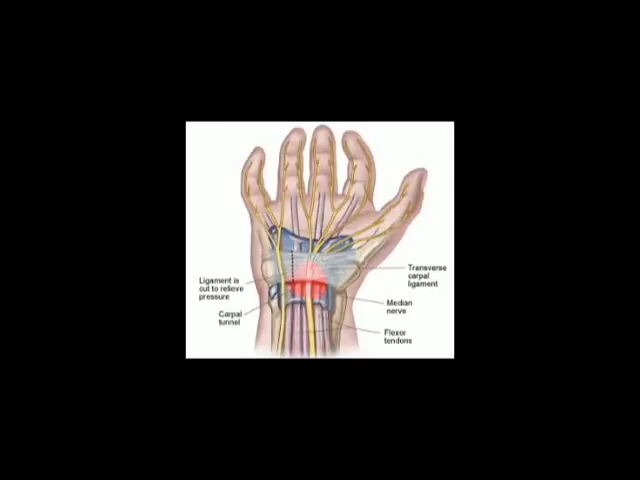 Transverse
carpal
ligament
Ligament is
cut to relieve
pressure
Median
nerve
Carpal
tunnel
Flexor
tendons